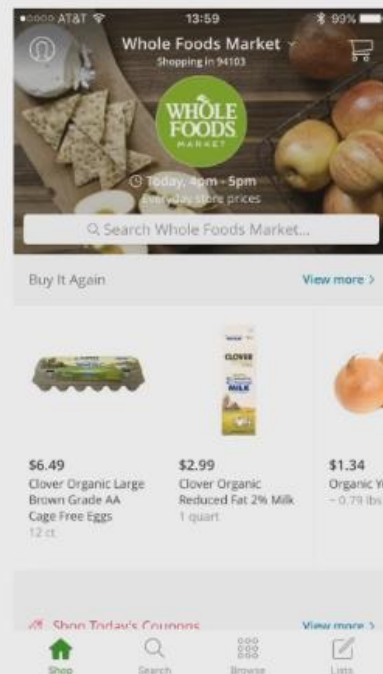 AT&T 13:59 99%
Whole Foods Market
Shopping in 94103
WHOLE
FOODS
MARKET
Today, 4pm - 5pm
Everyday store prices
Search Whole Foods Market...
Buy It Again View more >
CLOVER
MILK
$6.49 $2.99 $1.34
Clover Organic Large Clover Organic Organic
Brown Grade AA Reduced Fat 2% Milk ~ 0.79 lbs
Cage Free Eggs 1 quart
12 ct
Shop Today's Coupons View more >
Shop Search Browse Lists